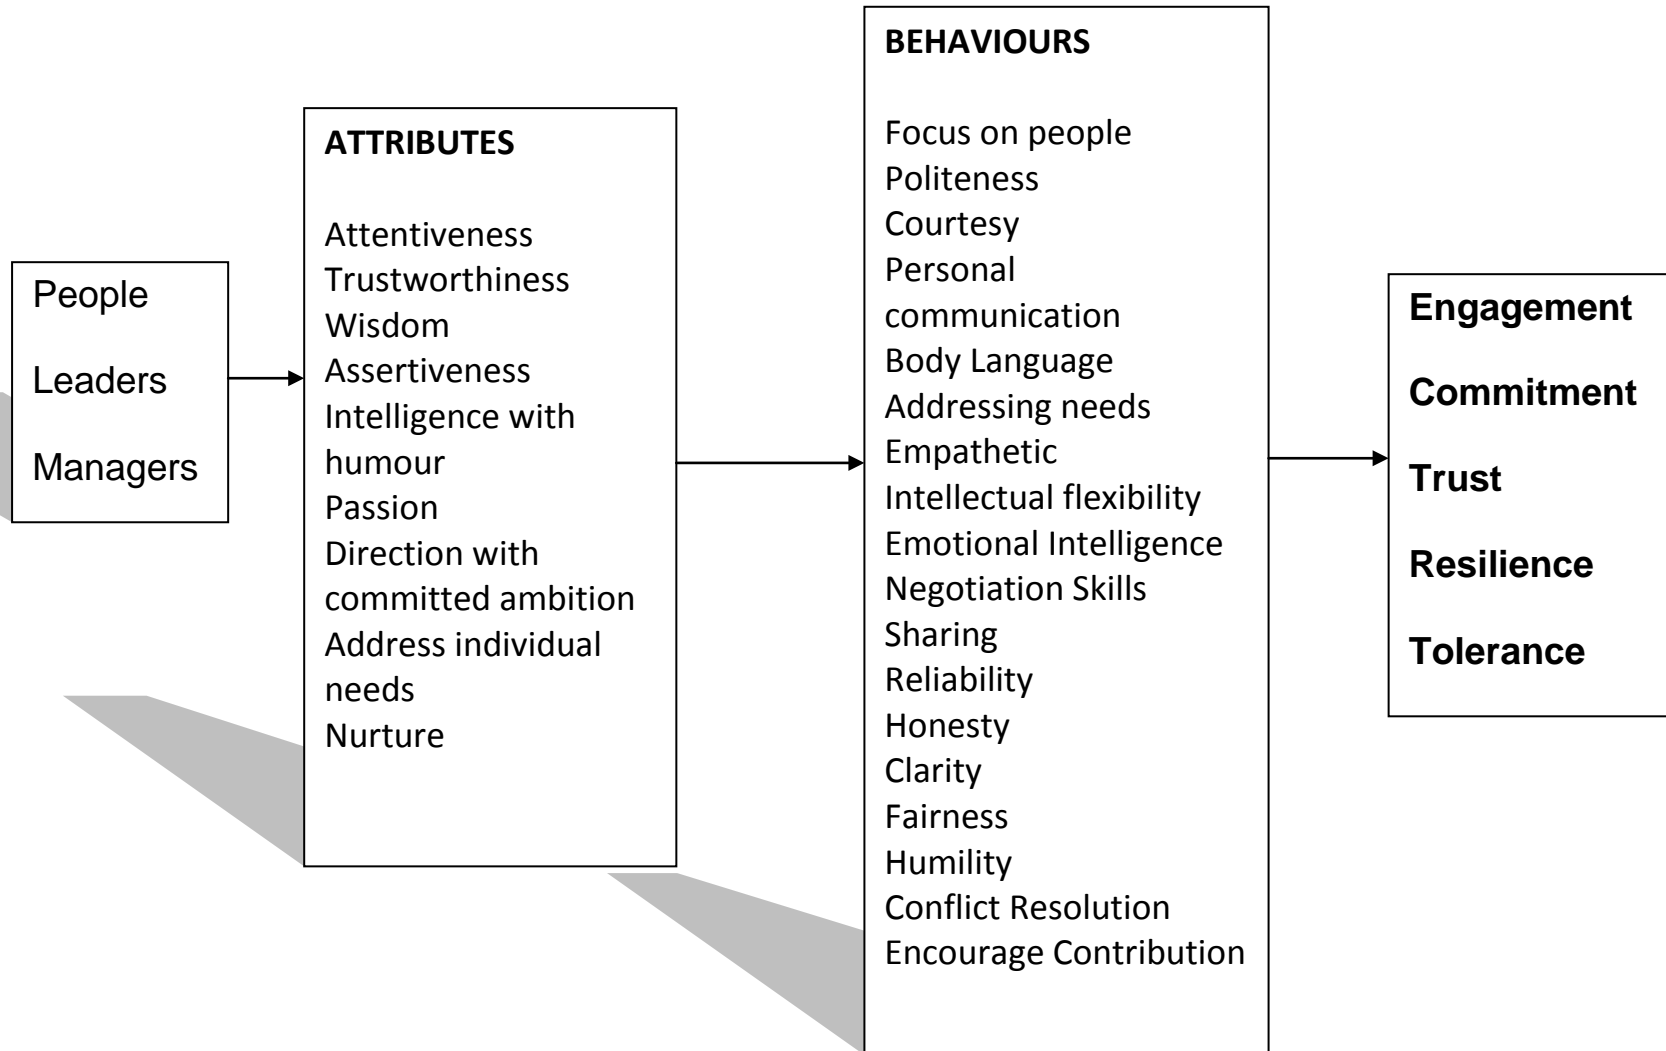 People
Leaders
Managers
ATTRIBUTES
Attentiveness
Trustworthiness
Wisdom
Assertiveness
Intelligence with
humour
Passion
Direction with
committed ambition
Address individual
needs
Nurture
BEHAVIOURS
Focus on people
Politeness
Courtesy
Personal
communication
Body Language
Addressing needs
Empathetic
Intellectual flexibility
Emotional Intelligence
Negotiation Skills
Sharing
Reliability
Honesty
Clarity
Fairness
Humility
Conflict Resolution
Encourage Contribution
Engagement
Commitment
Trust
Resilience
Tolerance